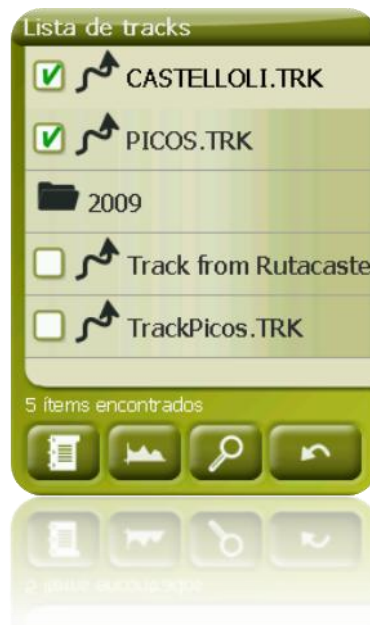 Lista de tracks
CASTELLOLI.TRK
PICOS.TRK
2009
Track from Rutacaste
TrackPicos.TRK
5 ítems encontrados